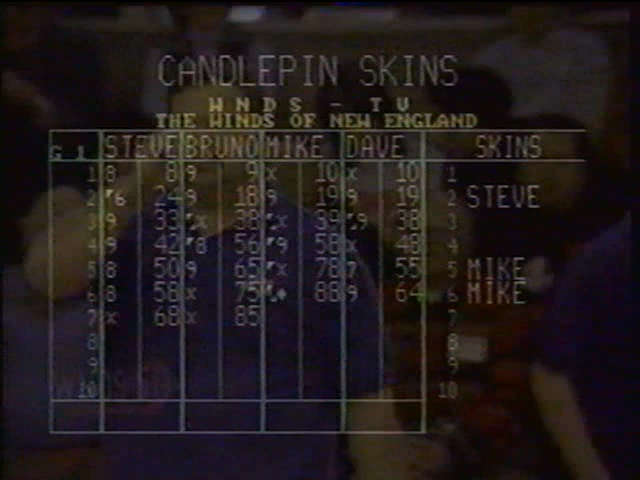 CANDLEPIN SKINS
WNDS - TV
THE WINDS OF NEW ENGLAND
G 1 STEVE BRUNO MIKE DAVE SKINS
1 8 8 9 9 x 10 x 10 1
2 6 24 9 18 9 19 9 19 2 STEVE
3 9 33 x 38 x 39 9 38 3
4 9 42 8 56 9 58 x 48 4
5 8 50 9 65 x 78 7 55 5 MIKE
6 8 58 x 75 88 9 64 6 MIKE
7 x 68 x 85 7
8 8
9 9
10 10